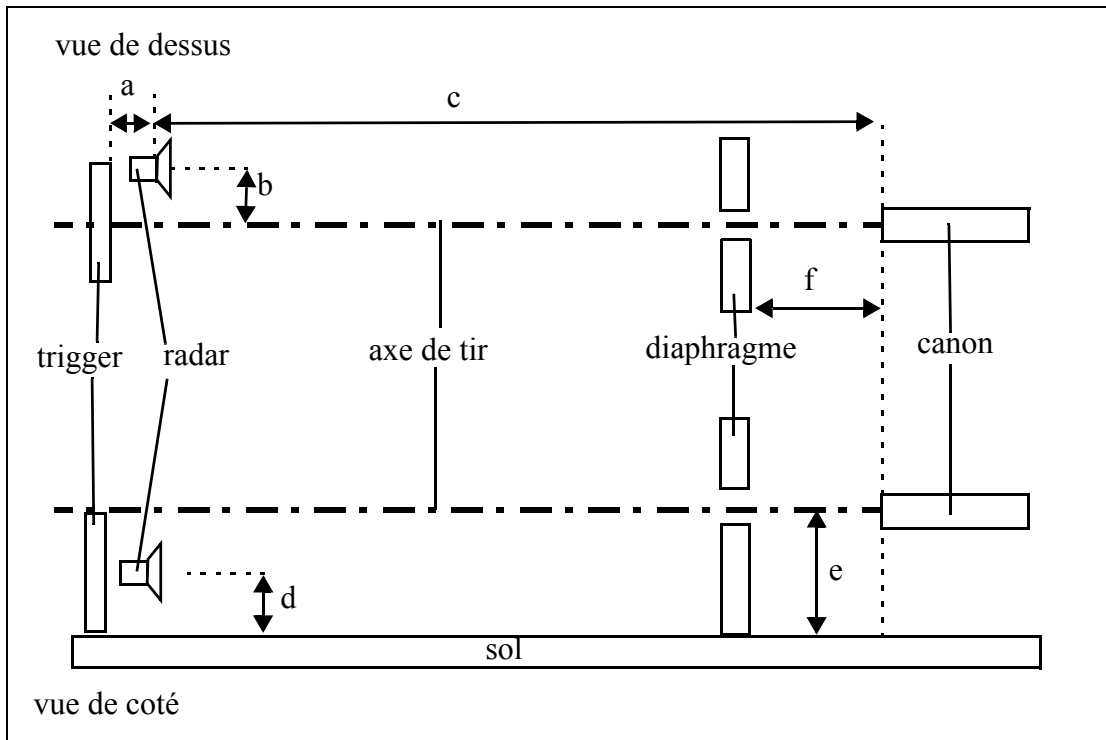 vue de dessus
a
c
b
f
trigger
radar
axe de tir
diaphragme
canon
e
d
sol
vue de coté